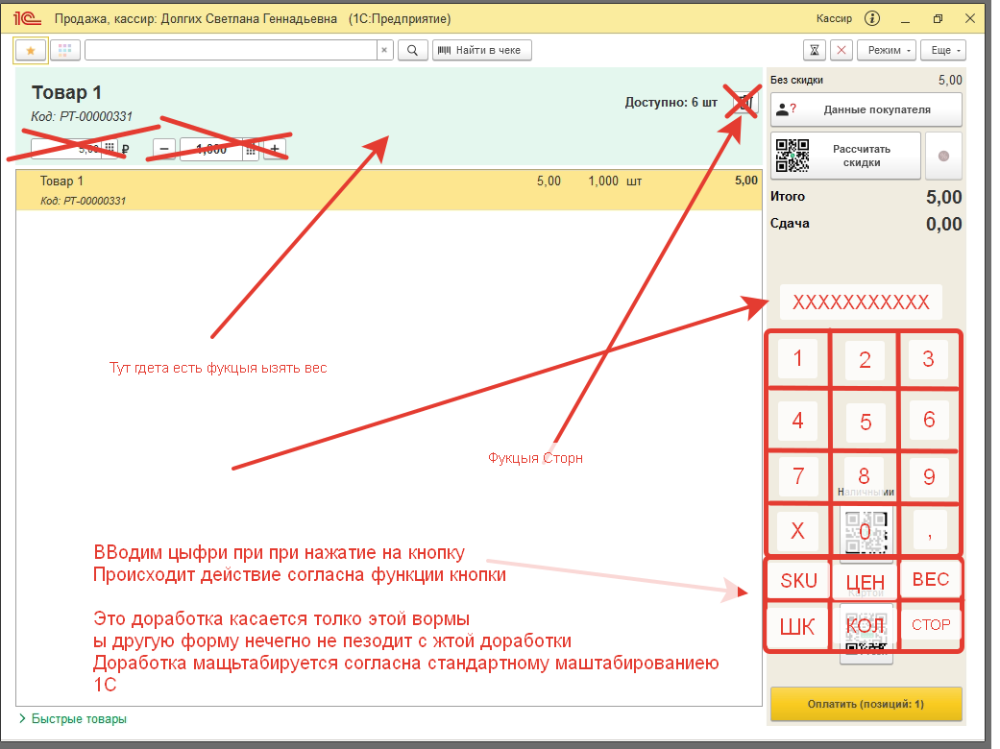 1С Продажа, кассир: Долгих Светлана Геннадьевна (1С:Предприятие) Кассир
Найти в чеке Режим Еще
Товар 1
Код: РТ-00000331
Доступно: 6 шт
5,00 ₽ 1,000
Товар 1 5,00 1,000 шт 5,00
Код: РТ-00000331
Без скидки 5,00
Данные покупателя
Рассчитать
скидки
Итого 5,00
Сдача 0,00
XXXXXXXXXXX
Тут гдета есть фукцыя ызять вес
Фукцыя Сторн
1 2 3
4 5 6
7 8 9
Наличными
X 0 ,
SKU ЦЕН ВЕС
Картой
ШК КОЛ СТОР
ВВодим цыфри при при нажатие на кнопку
Происходит действие согласна функции кнопки
Это доработка касается толко этой вормы
ы другую форму нечегно не пезодит с жтой доработки
Доработка мащьтабируется согласна стандартному маштабированиею
1С
Оплатить (позиций: 1)
Быстрые товары